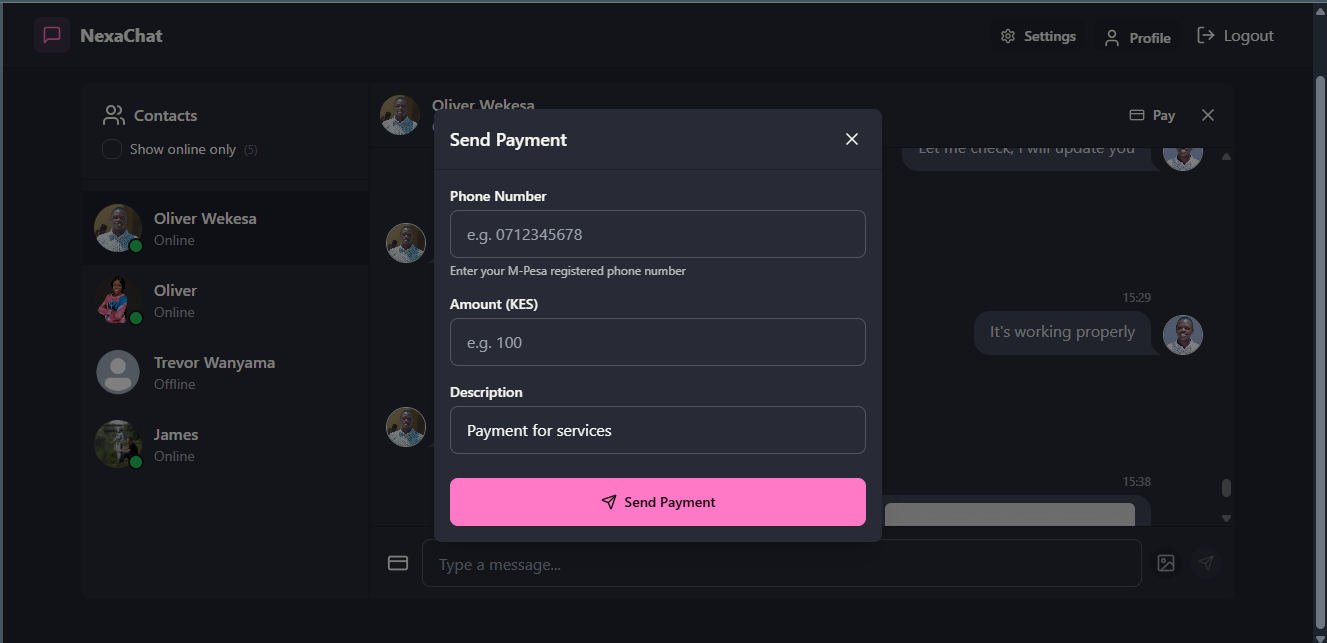 NexaChat
Settings
Profile
Logout
Contacts
Show online only (5)
Oliver Wekesa
Online
Oliver
Online
Trevor Wanyama
Offline
James
Online
Oliver Wekesa
Pay
Let me check, I will update you
15:29
It's working properly
15:38
Send Payment
Phone Number
e.g. 0712345678
Enter your M-Pesa registered phone number
Amount (KES)
e.g. 100
Description
Payment for services
Send Payment
Type a message...